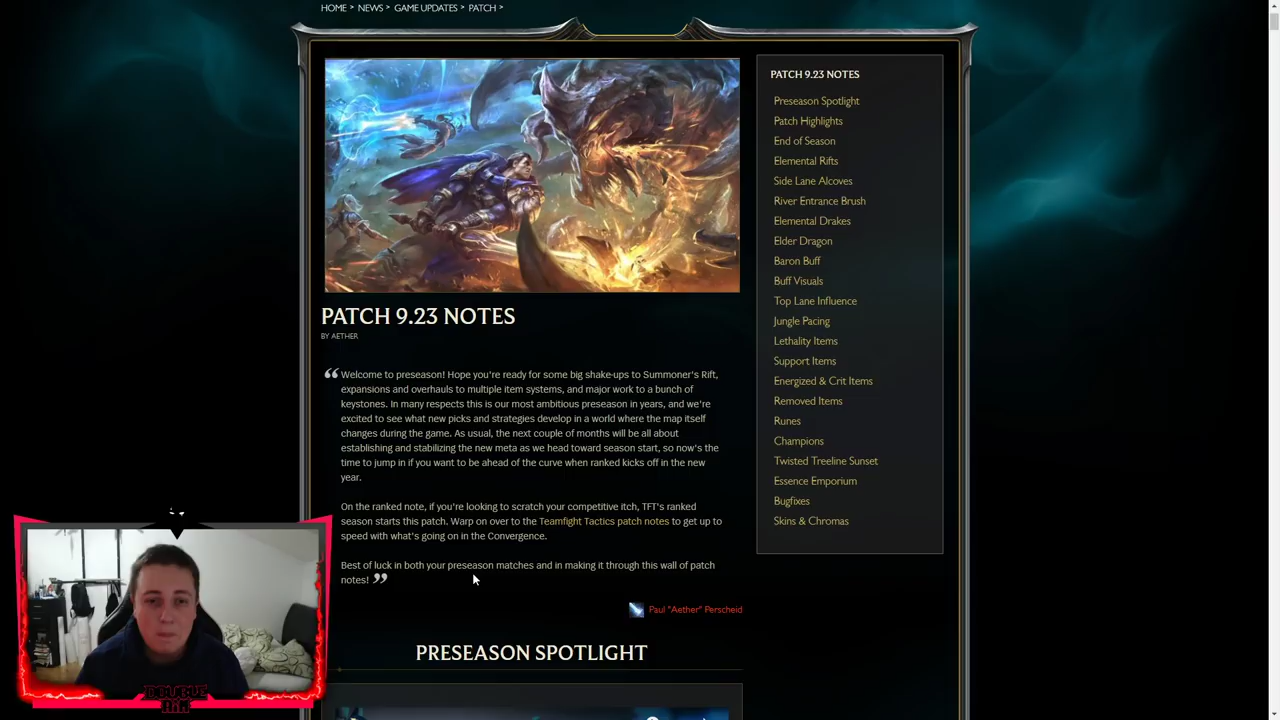 HOME > NEWS > GAME UPDATES > PATCH >
PATCH 9.23 NOTES
BY AETHER
“ Welcome to preseason! Hope you're ready for some big shake-ups to Summoner's Rift,
expansions and overhauls to multiple item systems, and major work to a bunch of
keystones. In many respects this is our most ambitious preseason in years, and we're
excited to see what new picks and strategies develop in a world where the map itself
changes during the game. As usual, the next couple of months will be all about
establishing and stabilizing the new meta as we head toward season start, so now's the
time to jump in if you want to be ahead of the curve when ranked kicks off in the new
year.
On the ranked note, if you're looking to scratch your competitive itch, TFT's ranked
season starts this patch. Warp on over to the Teamfight Tactics patch notes to get up to
speed with what's going on in the Convergence.
Best of luck in both your preseason matches and in making it through this wall of patch
notes! ”
Paul "Aether" Perscheid
PRESEASON SPOTLIGHT
PATCH 9.23 NOTES
Preseason Spotlight
Patch Highlights
End of Season
Elemental Rifts
Side Lane Alcoves
River Entrance Brush
Elemental Drakes
Elder Dragon
Baron Buff
Buff Visuals
Top Lane Influence
Jungle Pacing
Lethality Items
Support Items
Energized & Crit Items
Removed Items
Runes
Champions
Twisted Treeline Sunset
Essence Emporium
Bugfixes
Skins & Chromas